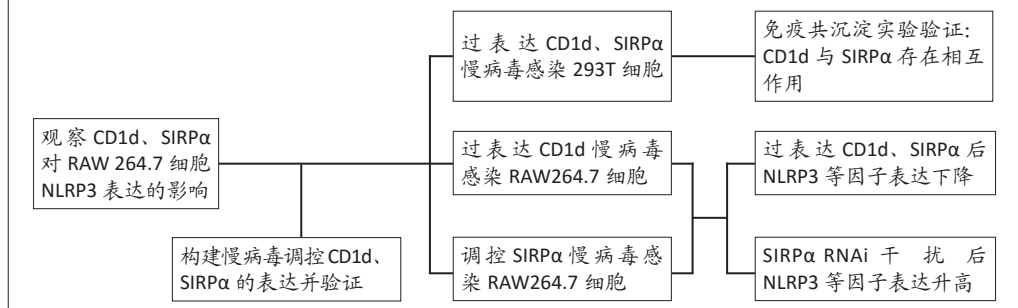 观察 CD1d、SIRPα
对 RAW 264.7 细胞
NLRP3 表达的影响
构建慢病毒调控CD1d、
SIRPα 的表达并验证
过表达 CD1d、SIRPα
慢病毒感染 293T 细胞
过表达 CD1d 慢病毒
感染 RAW264.7 细胞
调控 SIRPα 慢病毒感
染 RAW264.7 细胞
免疫共沉淀实验验证:
CD1d 与 SIRPα 存在相互
作用
过表达 CD1d、SIRPα 后
NLRP3 等因子表达下降
SIRPα RNAi 干扰后
NLRP3 等因子表达升高